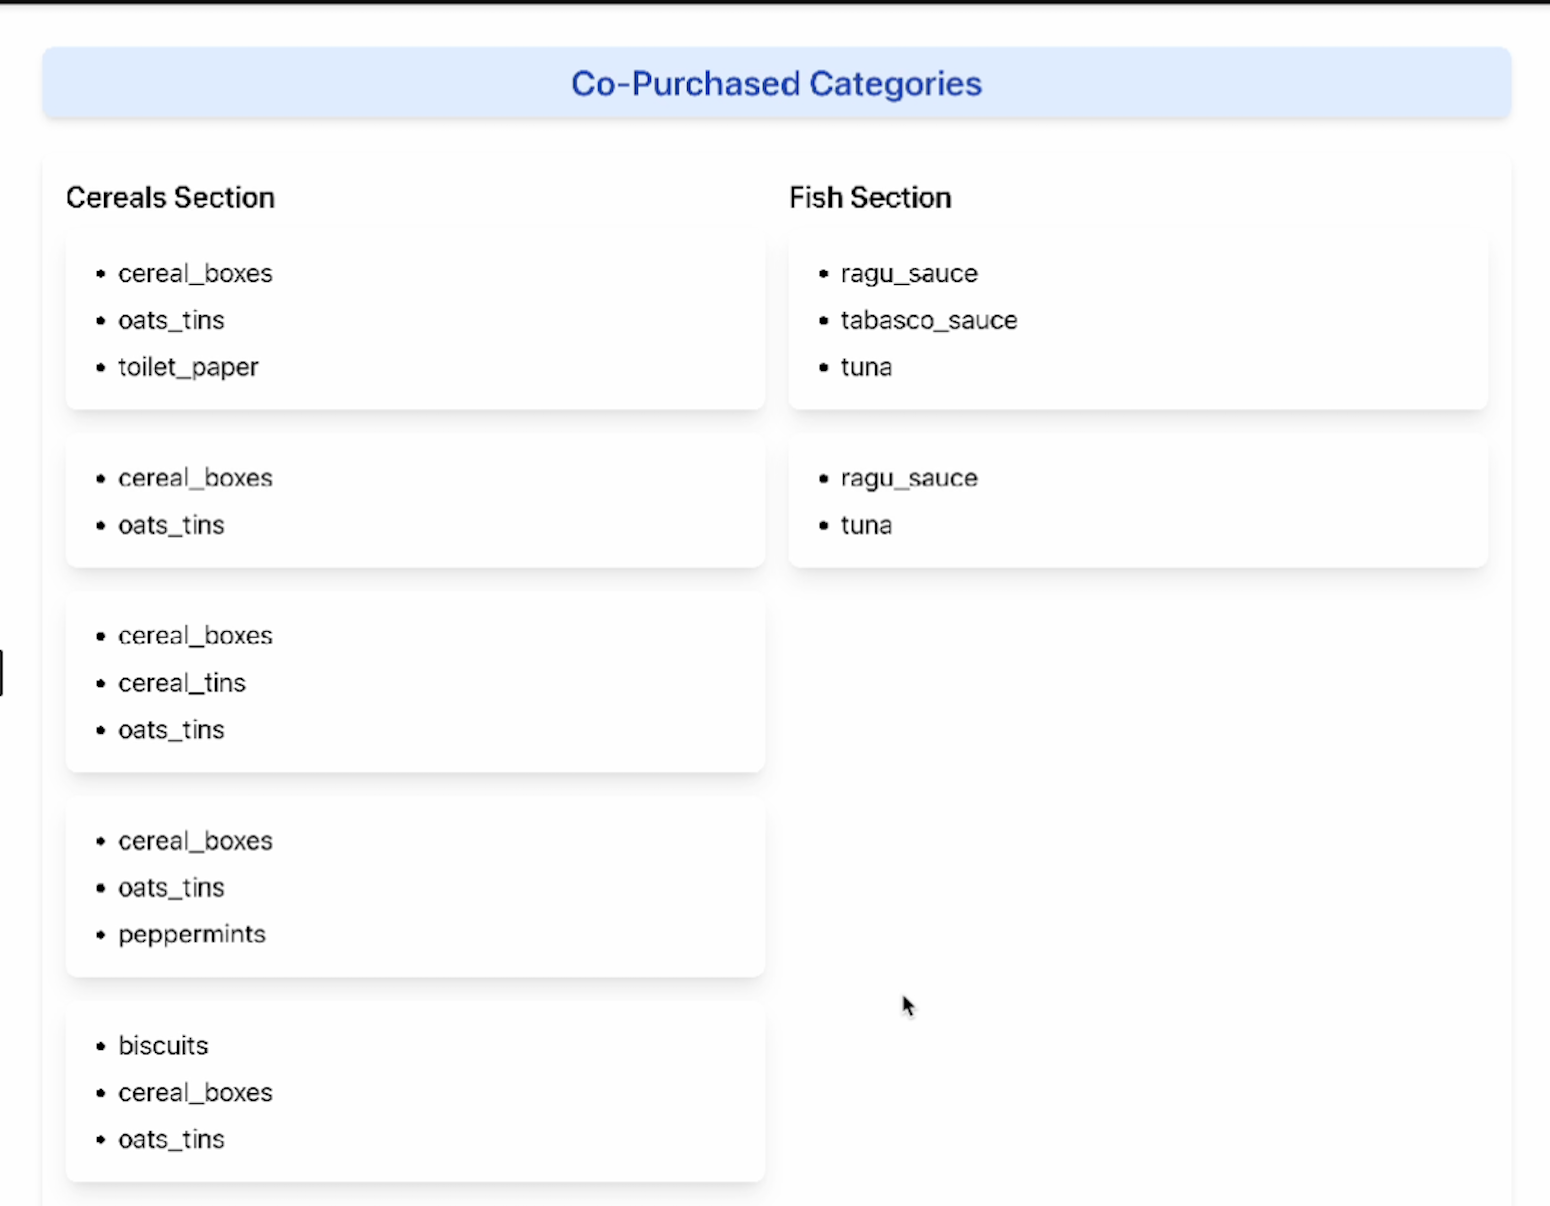 Co-Purchased Categories
Cereals Section
cereal_boxes
oats_tins
toilet_paper
cereal_boxes
oats_tins
cereal_boxes
cereal_tins
oats_tins
cereal_boxes
oats_tins
peppermints
biscuits
cereal_boxes
oats_tins
Fish Section
ragu_sauce
tabasco_sauce
tuna
ragu_sauce
tuna